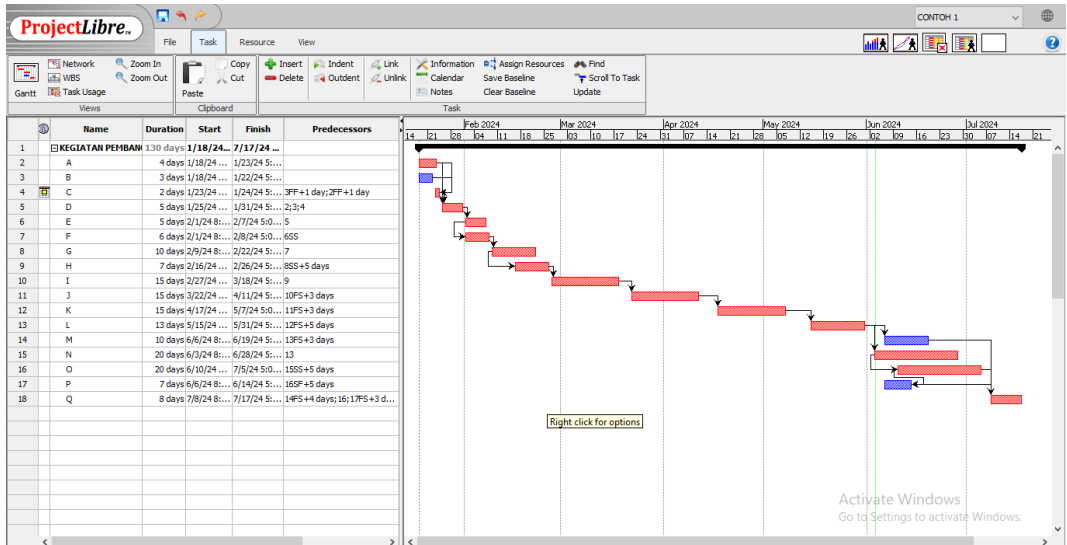 ProjectLibre™
CONTOH 1
File Task Resource View
Network Zoom In Copy Insert Indent Link Information Assign Resources Find
WBS Zoom Out Cut Delete Outdent Unlink Calendar Save Baseline Scroll To Task
Gantt Task Usage Paste Notes Clear Baseline Update
Views Clipboard Task
Name Duration Start Finish Predecessors
Feb 2024 Mar 2024 Apr 2024 May 2024 Jun 2024 Jul 2024
14 21 28 04 11 18 25 03 10 17 24 31 07 14 21 28 05 12 19 26 02 09 16 23 30 07 14 21
1 KEGIATAN PEMBAN 130 days 1/18/24... 7/17/24 ...
2 A 4 days 1/18/24 ... 1/23/24 5:...
3 B 3 days 1/18/24 ... 1/22/24 5:...
4 C 2 days 1/23/24 ... 1/24/24 5:... 3FF+1 day;2FF+1 day
5 D 5 days 1/25/24 ... 1/31/24 5:... 2;3;4
6 E 5 days 2/1/24 8:... 2/7/24 5:0... 5
7 F 6 days 2/1/24 8:... 2/8/24 5:0... 6SS
8 G 10 days 2/9/24 8:... 2/22/24 5:... 7
9 H 7 days 2/16/24 ... 2/26/24 5:... 8SS+5 days
10 I 15 days 2/27/24 ... 3/18/24 5:... 9
11 J 15 days 3/22/24 ... 4/11/24 5:... 10FS+3 days
12 K 15 days 4/17/24 ... 5/7/24 5:0... 11FS+3 days
13 L 13 days 5/15/24 ... 5/31/24 5:... 12FS+5 days
14 M 10 days 6/6/24 8:... 6/19/24 5:... 13FS+3 days
15 N 20 days 6/3/24 8:... 6/28/24 5:... 13
16 O 20 days 6/10/24 ... 7/5/24 5:0... 15SS+5 days
17 P 7 days 6/6/24 8:... 6/14/24 5:... 16SF+5 days
18 Q 8 days 7/8/24 8:... 7/17/24 5:... 14FS+4 days;16;17FS+3 d...
Right click for options
Activate Windows
Go to Settings to activate Windows.